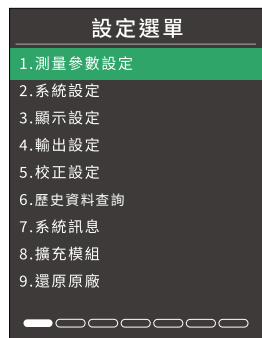 設定選單
1.測量參數設定
2.系統設定
3.顯示設定
4.輸出設定
5.校正設定
6.歷史資料查詢
7.系統訊息
8.擴充模組
9.還原原廠